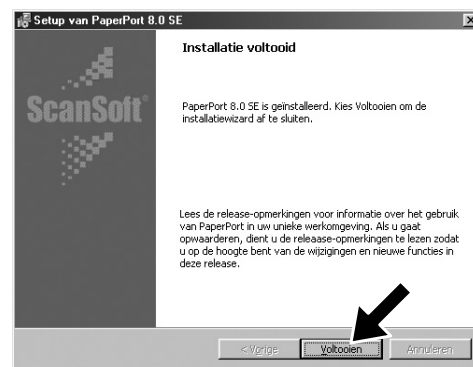 Setup van PaperPort 8.0 SE
Installatie voltooid
ScanSoft®
PaperPort 8.0 SE is geïnstalleerd. Kies Voltooien om de
installatiewizard af te sluiten.
Lees de release-opmerkingen voor informatie over het gebruik
van PaperPort in uw unieke werkomgeving. Als u gaat
opwaarderen, dient u de releaase-opmerkingen te lezen zodat
u op de hoogte bent van de wijzigingen en nieuwe functies in
deze release.
< Vorige Voltooien Annuleren